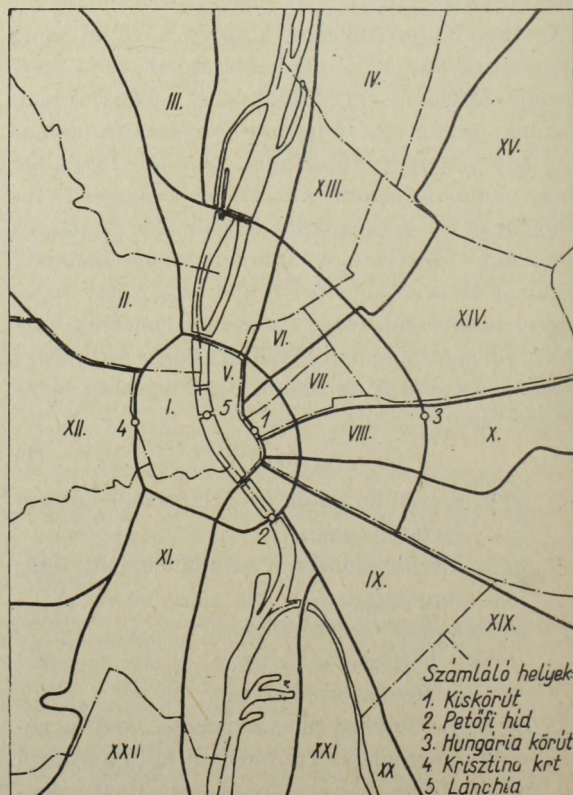 III.
IV.
XV.
XIII.
II.
XIV.
VI.
V.
VII.
I.
5
1
3
4
XII.
VIII.
X.
2
XI.
IX.
XIX.
XXII
XXI
XX
Számláló helyek
1. Kiskörút
2. Petőfi híd
3. Hungária körút
4 Krisztina krt
5. Lánchía